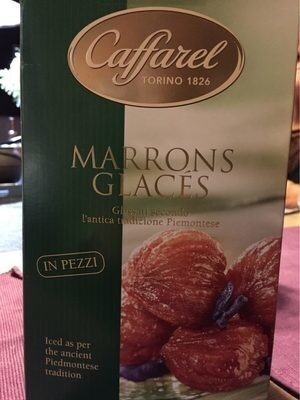 Caffarel
TORINO 1826
MARRONS
GLACÉS
Glassati secondo
l'antica tradizione Piemontese
IN PEZZI
Iced as per
the ancient
Piedmontese
tradition.